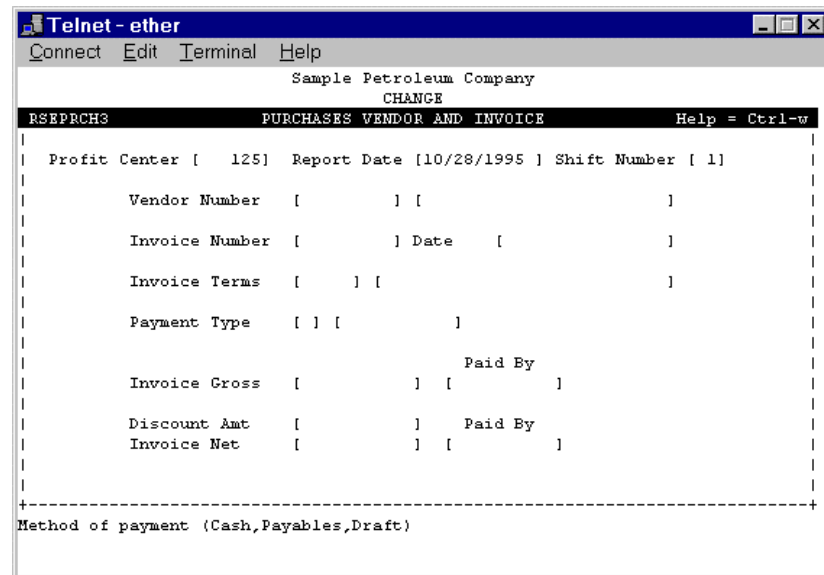 Telnet - ether
Connect Edit Terminal Help
Sample Petroleum Company
CHANGE
RSEPRCH3 PURCHASES VENDOR AND INVOICE Help = Ctrl-w
Profit Center [ 125] Report Date [10/28/1995 ] Shift Number [ 1]
Vendor Number [ ] [ ]
Invoice Number [ ] Date [ ]
Invoice Terms [ ] [ ]
Payment Type [ ] [ ]
Paid By
Invoice Gross [ ] [ ]
Discount Amt [ ] Paid By
Invoice Net [ ] [ ]
Method of payment (Cash,Payables,Draft)